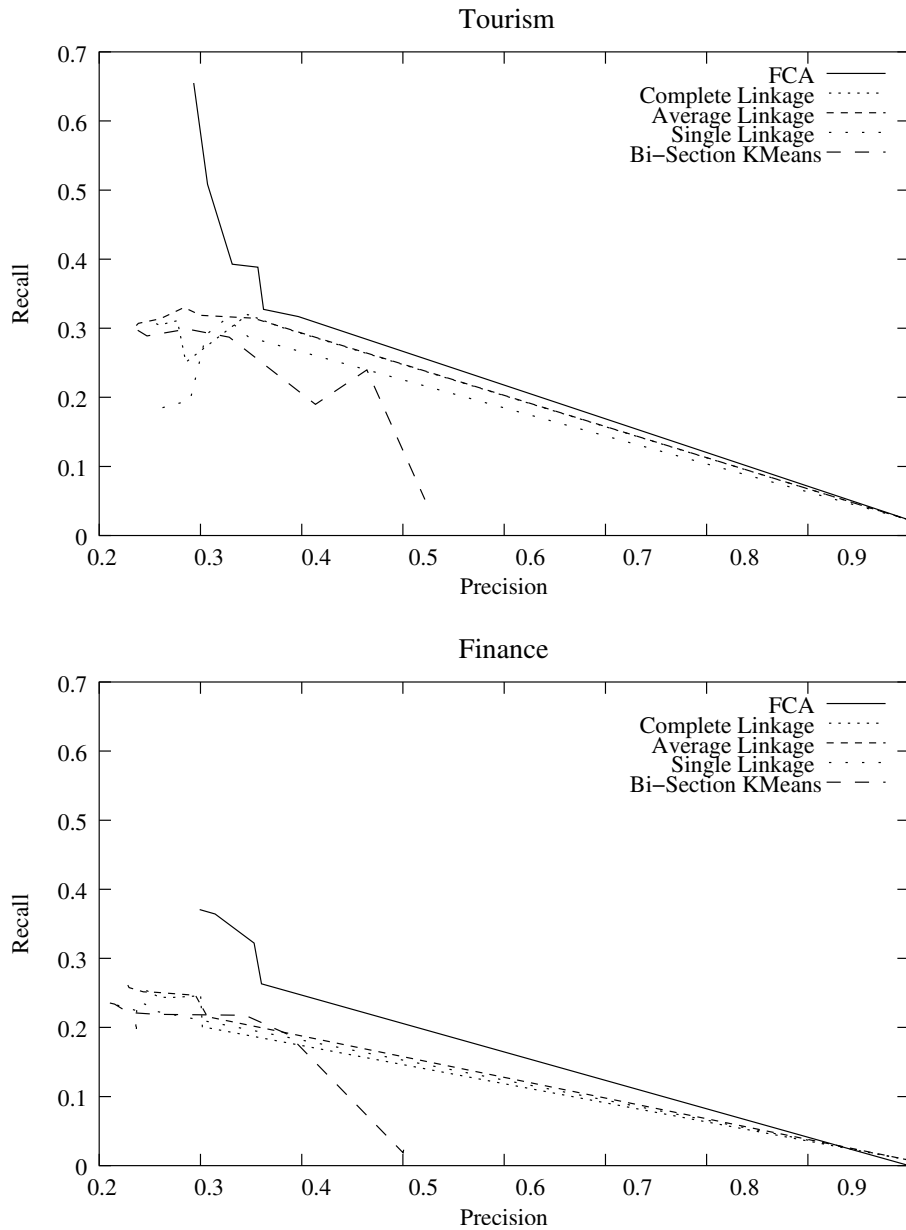 Tourism
0.7
0.6
0.5
0.4
0.3
0.2
0.1
0
Recall
FCA
Complete Linkage
Average Linkage
Single Linkage
Bi−Section KMeans
0.2 0.3 0.4 0.5 0.6 0.7 0.8 0.9
Precision
Finance
0.7
0.6
0.5
0.4
0.3
0.2
0.1
0
Recall
FCA
Complete Linkage
Average Linkage
Single Linkage
Bi−Section KMeans
0.2 0.3 0.4 0.5 0.6 0.7 0.8 0.9
Precision